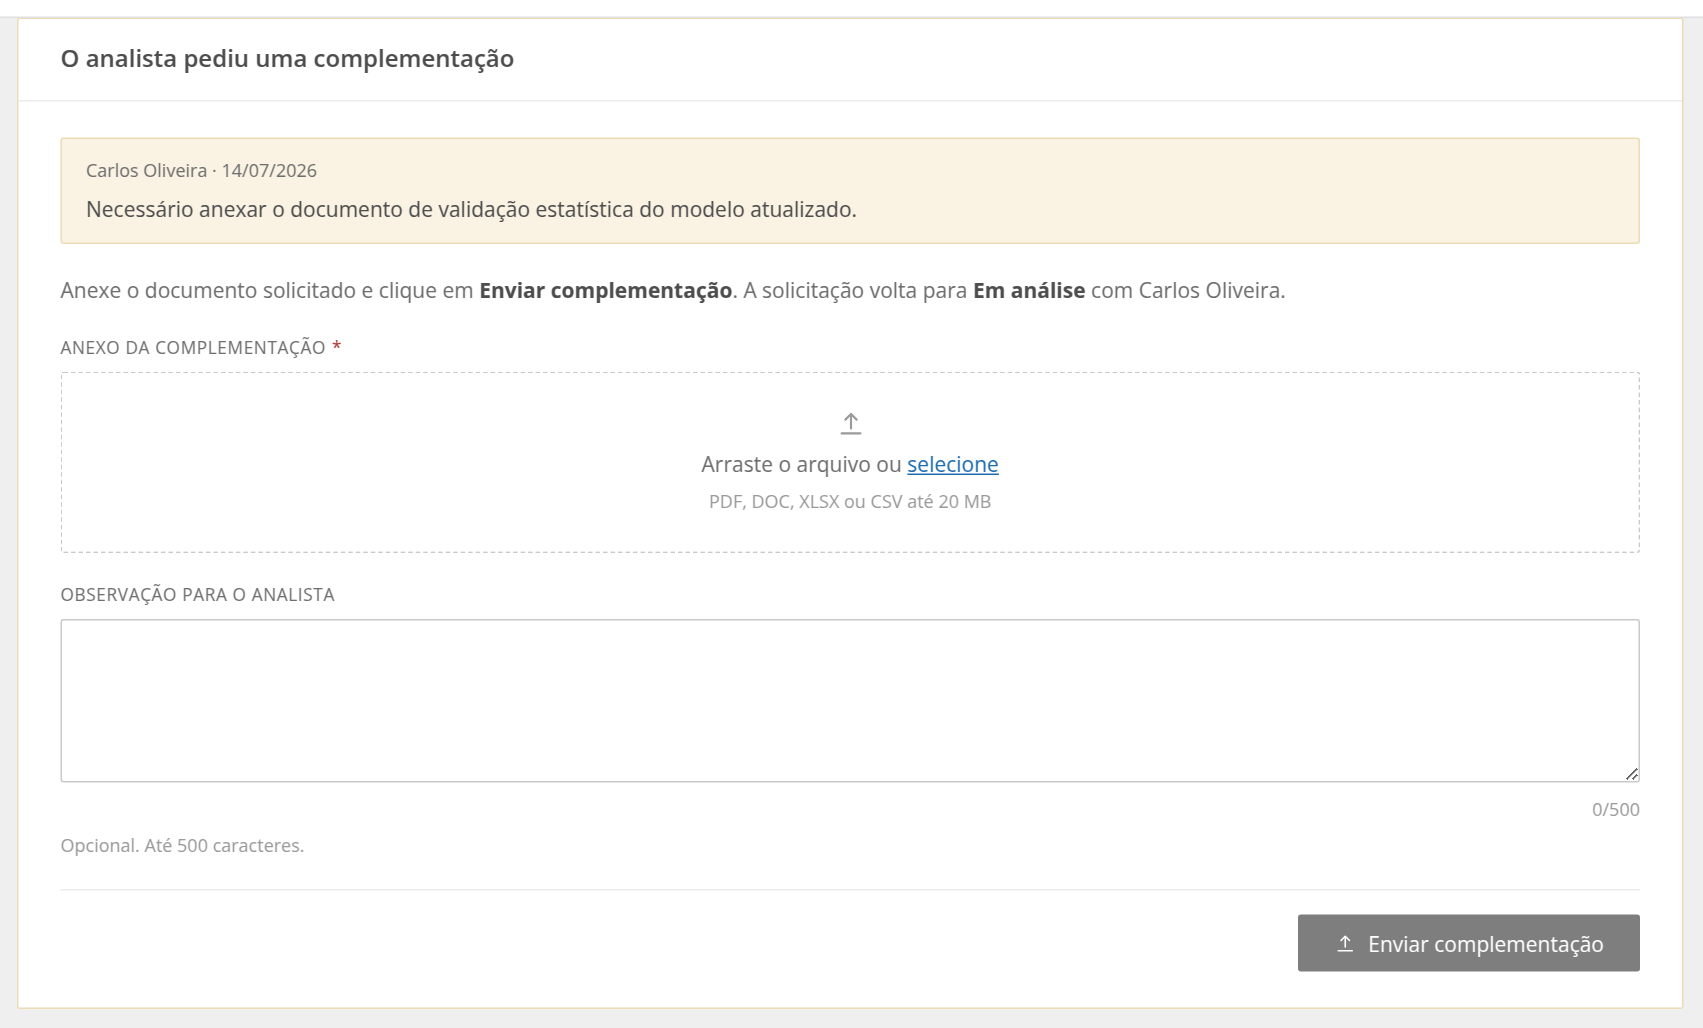 O analista pediu uma complementação
Carlos Oliveira · 14/07/2026
Necessário anexar o documento de validação estatística do modelo atualizado.
Anexe o documento solicitado e clique em Enviar complementação. A solicitação volta para Em análise com Carlos Oliveira.
ANEXO DA COMPLEMENTAÇÃO *
Arraste o arquivo ou selecione
PDF, DOC, XLSX ou CSV até 20 MB
OBSERVAÇÃO PARA O ANALISTA
0/500
Opcional. Até 500 caracteres.
Enviar complementação